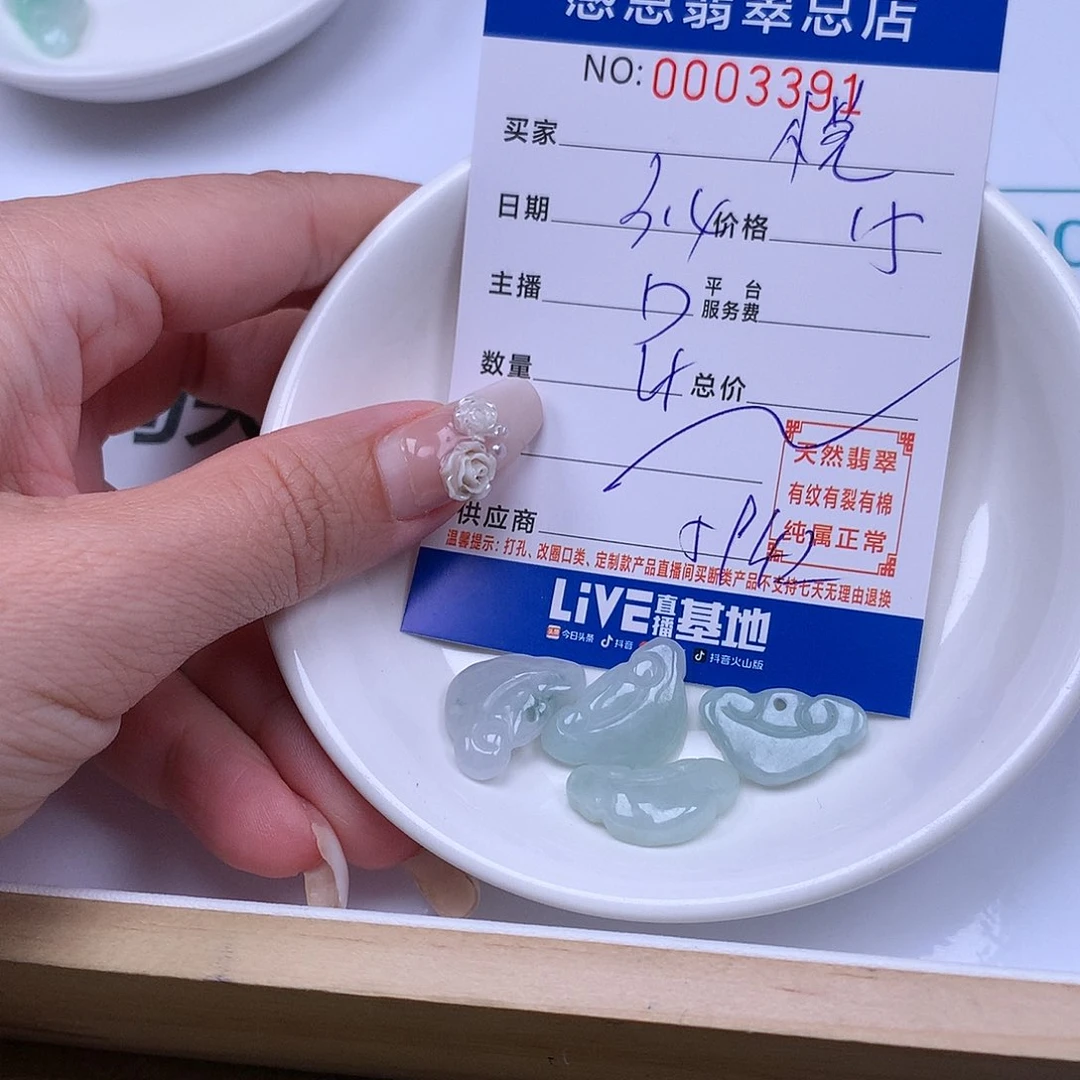 翡翠总店
NO: 0003391
买家
日期 3.4 价格
主播 平台服务费
数量 4 总价
天然翡翠
有纹有裂有棉
纯属正常
供应商
温馨提示：打孔、改圈口类、定制款产品直播间买断类产品不支持七天无理由退换
LiVE直播基地
今日头条 抖音 抖音火山版